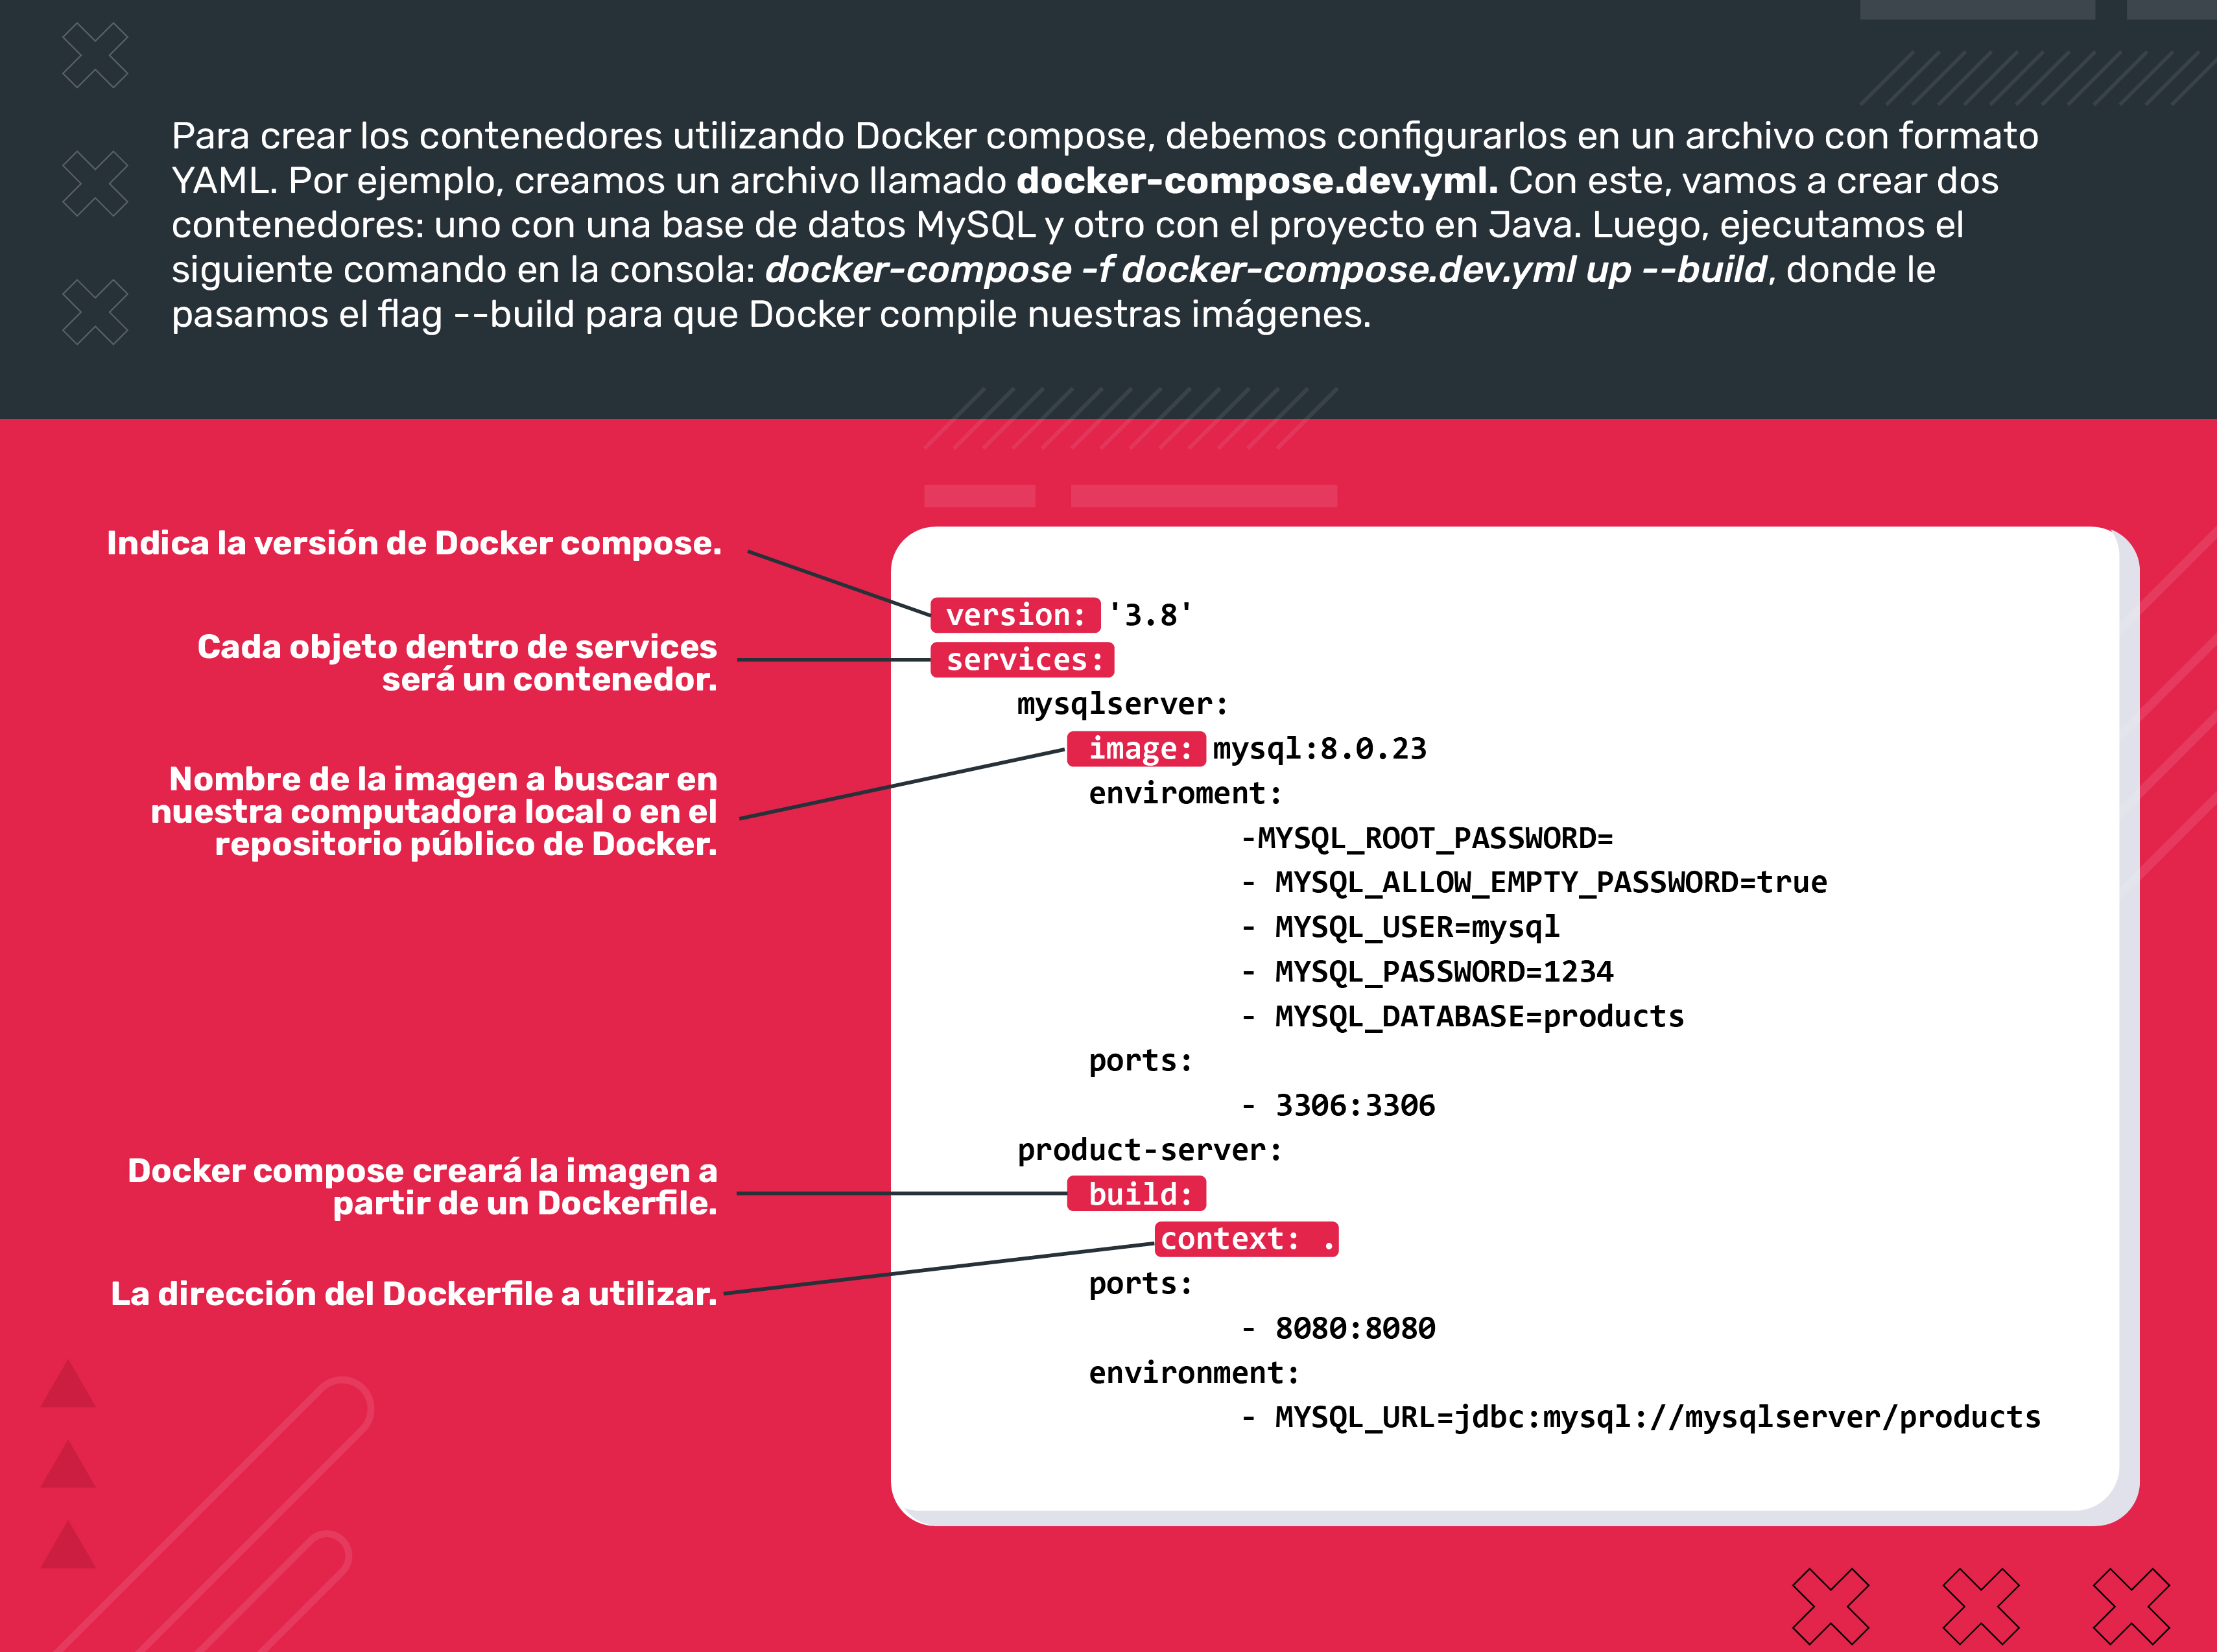 Para crear los contenedores utilizando Docker compose, debemos configurarlos en un archivo con formato
YAML. Por ejemplo, creamos un archivo llamado docker-compose.dev.yml. Con este, vamos a crear dos
contenedores: uno con una base de datos MySQL y otro con el proyecto en Java. Luego, ejecutamos el
siguiente comando en la consola: docker-compose -f docker-compose.dev.yml up --build, donde le
pasamos el flag --build para que Docker compile nuestras imágenes.
Indica la versión de Docker compose.
Cada objeto dentro de services
será un contenedor.
Nombre de la imagen a buscar en
nuestra computadora local o en el
repositorio público de Docker.
Docker compose creará la imagen a
partir de un Dockerfile.
La dirección del Dockerfile a utilizar.
version: '3.8'
services:
mysqlserver:
image: mysql:8.0.23
enviroment:
-MYSQL_ROOT_PASSWORD=
- MYSQL_ALLOW_EMPTY_PASSWORD=true
- MYSQL_USER=mysql
- MYSQL_PASSWORD=1234
- MYSQL_DATABASE=products
ports:
- 3306:3306
product-server:
build:
context: .
ports:
- 8080:8080
environment:
- MYSQL_URL=jdbc:mysql://mysqlserver/products